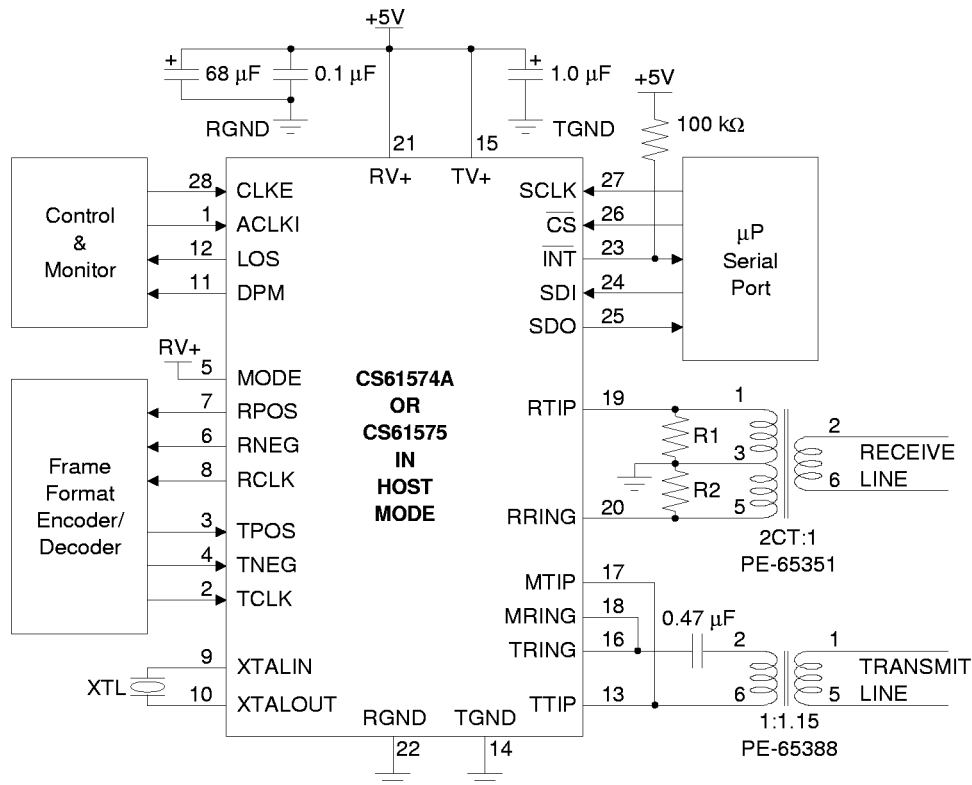 +5V
+
68 μF
0.1 μF
+
1.0 μF
+5V
RGND
TGND
100 kΩ
21
15
RV+
TV+
Control
&
Monitor
28
CLKE
1
ACLKI
12
LOS
11
DPM
SCLK
27
CS
26
INT
23
SDI
24
SDO
25
μP
Serial
Port
RV+
5
MODE
7
RPOS
6
RNEG
8
RCLK
3
TPOS
4
TNEG
2
TCLK
Frame
Format
Encoder/
Decoder
CS61574A
OR
CS61575
IN
HOST
MODE
RTIP
19
R1
R2
RRING
20
1
3
5
2
6
RECEIVE
LINE
2CT:1
PE-65351
MTIP
17
MRING
18
TRING
16
TTIP
13
0.47 μF
2
6
1
5
TRANSMIT
LINE
1:1.15
PE-65388
XTL
9
XTALIN
10
XTALOUT
RGND
TGND
22
14